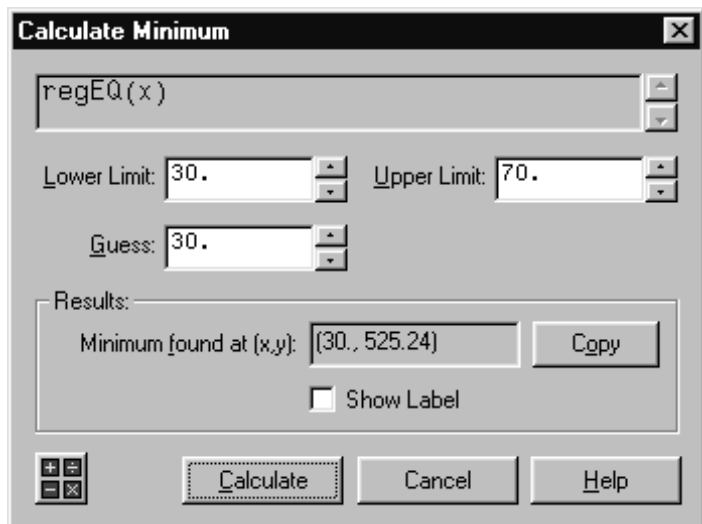 Calculate Minimum
regEQ(x)
Lower Limit: 30. Upper Limit: 70.
Guess: 30.
Results:
Minimum found at (x,y): (30., 525.24) Copy
Show Label
Calculate Cancel Help